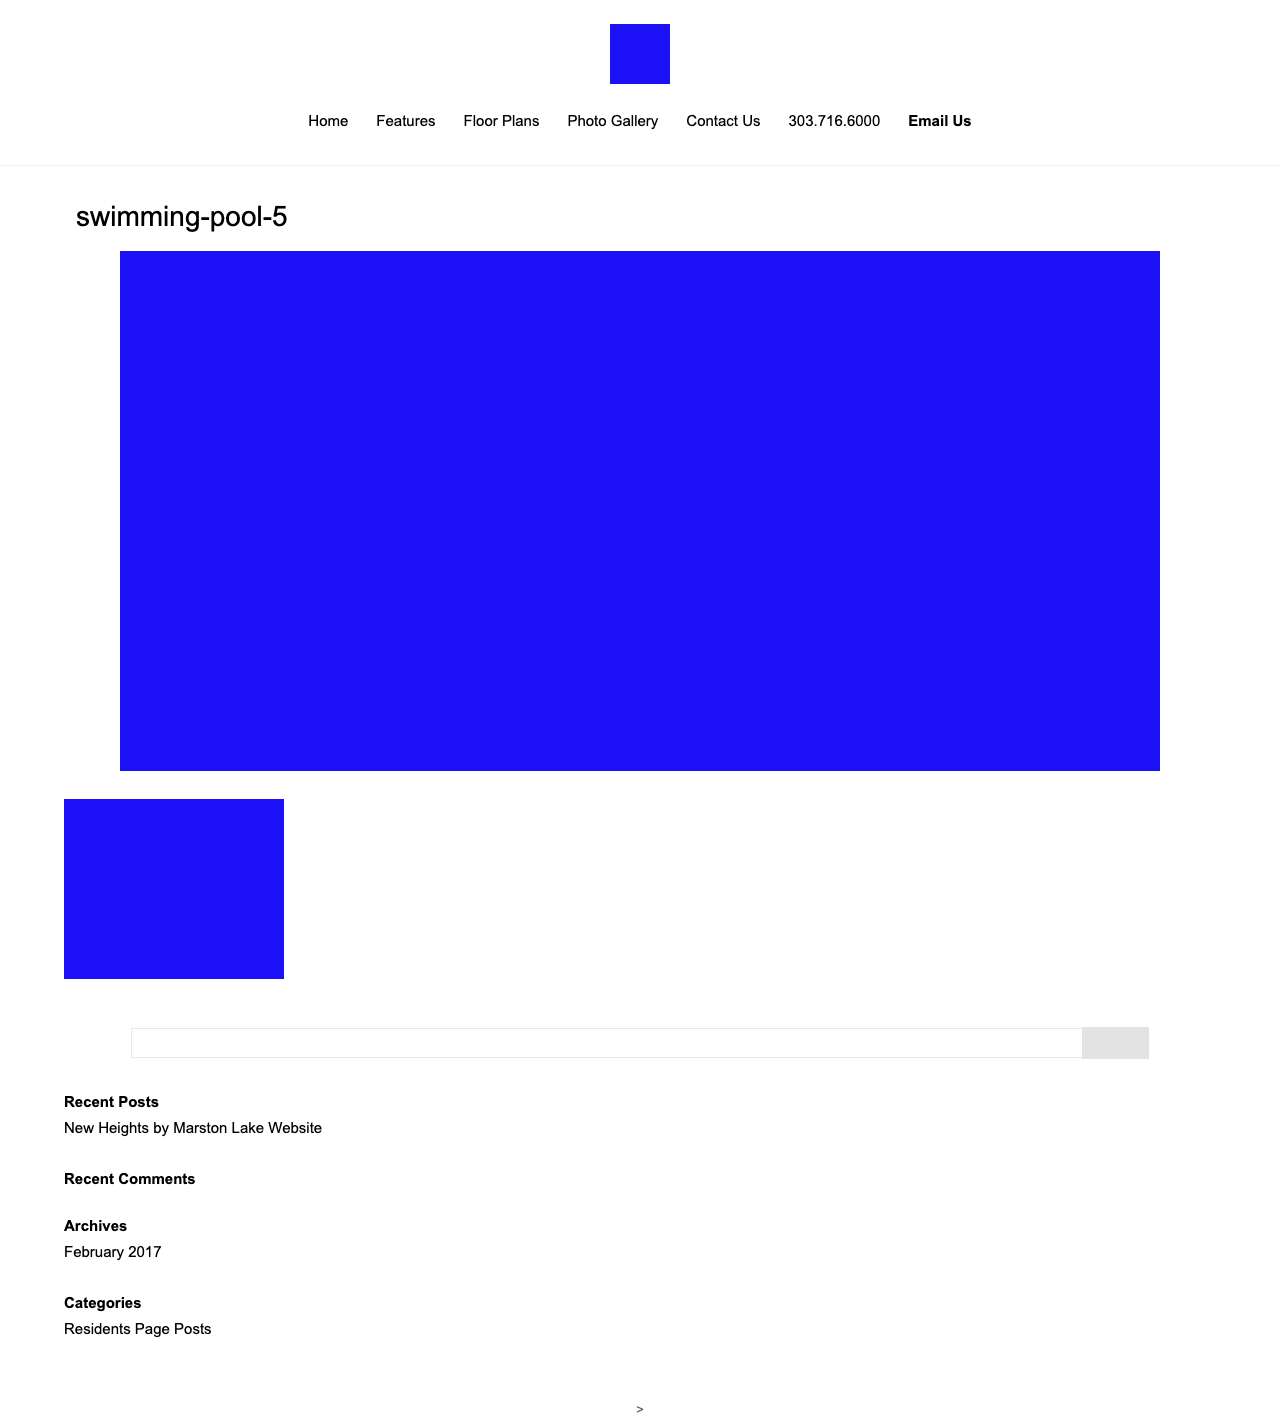 Home Features Floor Plans Photo Gallery Contact Us 303.716.6000 Email Us
swimming-pool-5
Recent Posts
New Heights by Marston Lake Website
Recent Comments
Archives
February 2017
Categories
Residents Page Posts
>